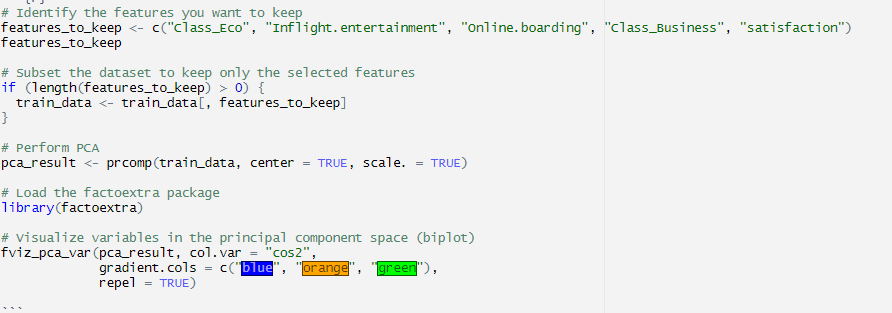 # Identify the features you want to keep
features_to_keep <- c("Class_Eco", "Inflight.entertainment", "Online.boarding", "Class_Business", "satisfaction")
features_to_keep
# Subset the dataset to keep only the selected features
if (length(features_to_keep) > 0) {
  train_data <- train_data[, features_to_keep]
}
# Perform PCA
pca_result <- prcomp(train_data, center = TRUE, scale. = TRUE)
# Load the factoextra package
library(factoextra)
# Visualize variables in the principal component space (biplot)
fviz_pca_var(pca_result, col.var = "cos2",
             gradient.cols = c("blue", "orange", "green"),
             repel = TRUE)
```